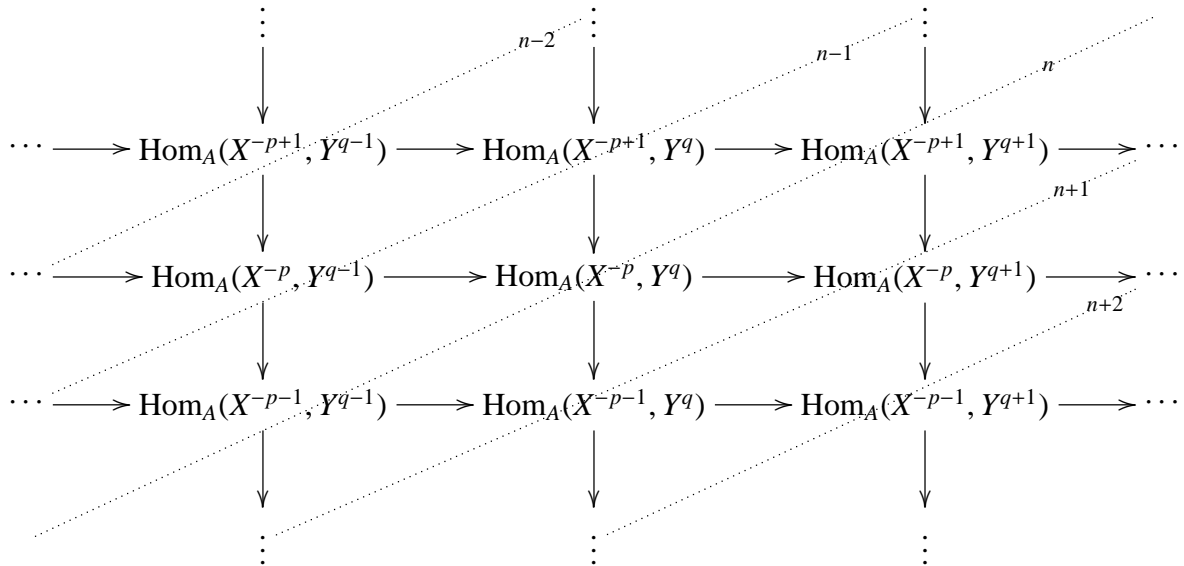 ⋮ ⋮ ⋮
n−2 n−1 n
⋯ Hom_A(X^{−p+1}, Y^{q−1}) Hom_A(X^{−p+1}, Y^q) Hom_A(X^{−p+1}, Y^{q+1}) ⋯
n+1
⋯ Hom_A(X^{−p}, Y^{q−1}) Hom_A(X^{−p}, Y^q) Hom_A(X^{−p}, Y^{q+1}) ⋯
n+2
⋯ Hom_A(X^{−p−1}, Y^{q−1}) Hom_A(X^{−p−1}, Y^q) Hom_A(X^{−p−1}, Y^{q+1}) ⋯
⋮ ⋮ ⋮